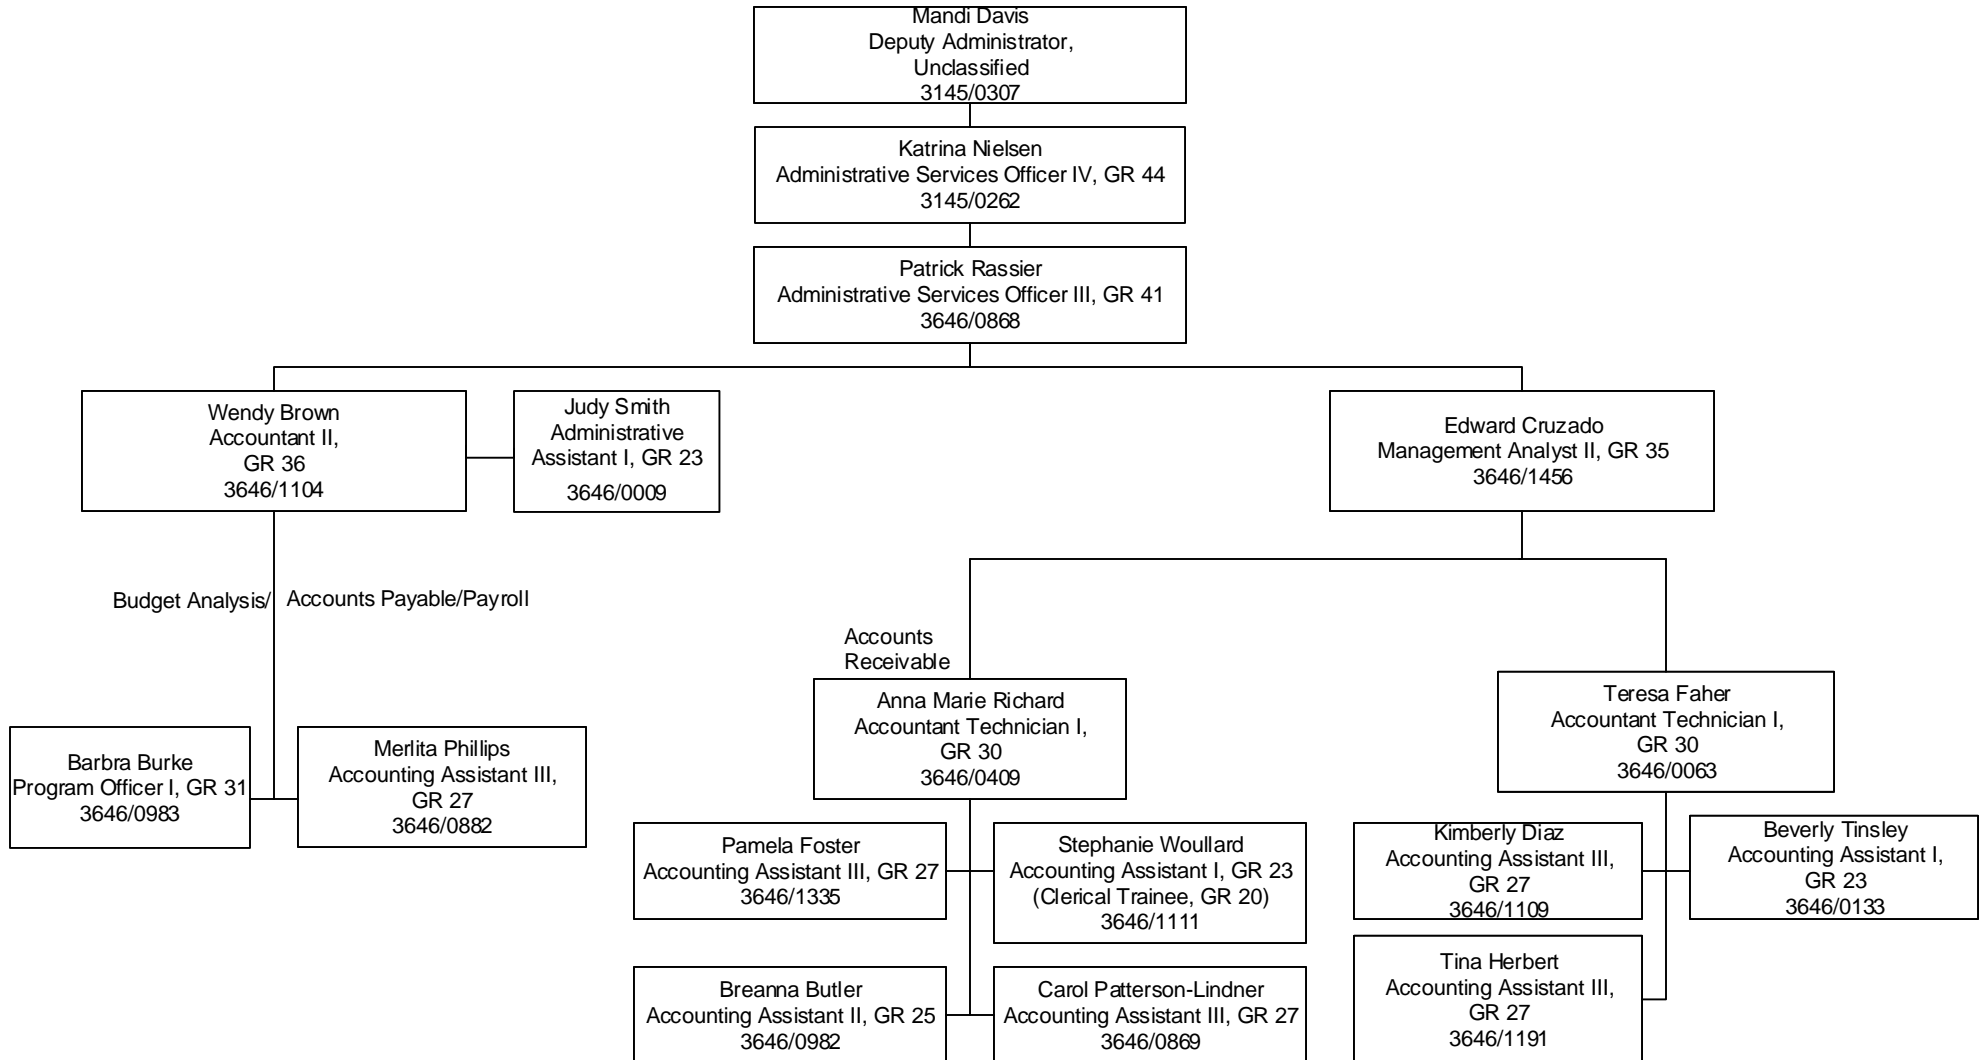 Mandi Davis
Deputy Administrator,
Unclassified
3145/0307
Katrina Nielsen
Administrative Services Officer IV, GR 44
3145/0262
Patrick Rassier
Administrative Services Officer III, GR 41
3646/0868
Wendy Brown
Accountant II,
GR 36
3646/1104
Judy Smith
Administrative
Assistant I, GR 23
3646/0009
Edward Cruzado
Management Analyst II, GR 35
3646/1456
Budget Analysis/
Accounts Payable/Payroll
Barbra Burke
Program Officer I, GR 31
3646/0983
Merlita Phillips
Accounting Assistant III,
GR 27
3646/0882
Accounts
Receivable
Anna Marie Richard
Accountant Technician I,
GR 30
3646/0409
Pamela Foster
Accounting Assistant III, GR 27
3646/1335
Stephanie Woullard
Accounting Assistant I, GR 23
(Clerical Trainee, GR 20)
3646/1111
Breanna Butler
Accounting Assistant II, GR 25
3646/0982
Carol Patterson-Lindner
Accounting Assistant III, GR 27
3646/0869
Teresa Faher
Accountant Technician I,
GR 30
3646/0063
Kimberly Diaz
Accounting Assistant III,
GR 27
3646/1109
Beverly Tinsley
Accounting Assistant I,
GR 23
3646/0133
Tina Herbert
Accounting Assistant III,
GR 27
3646/1191